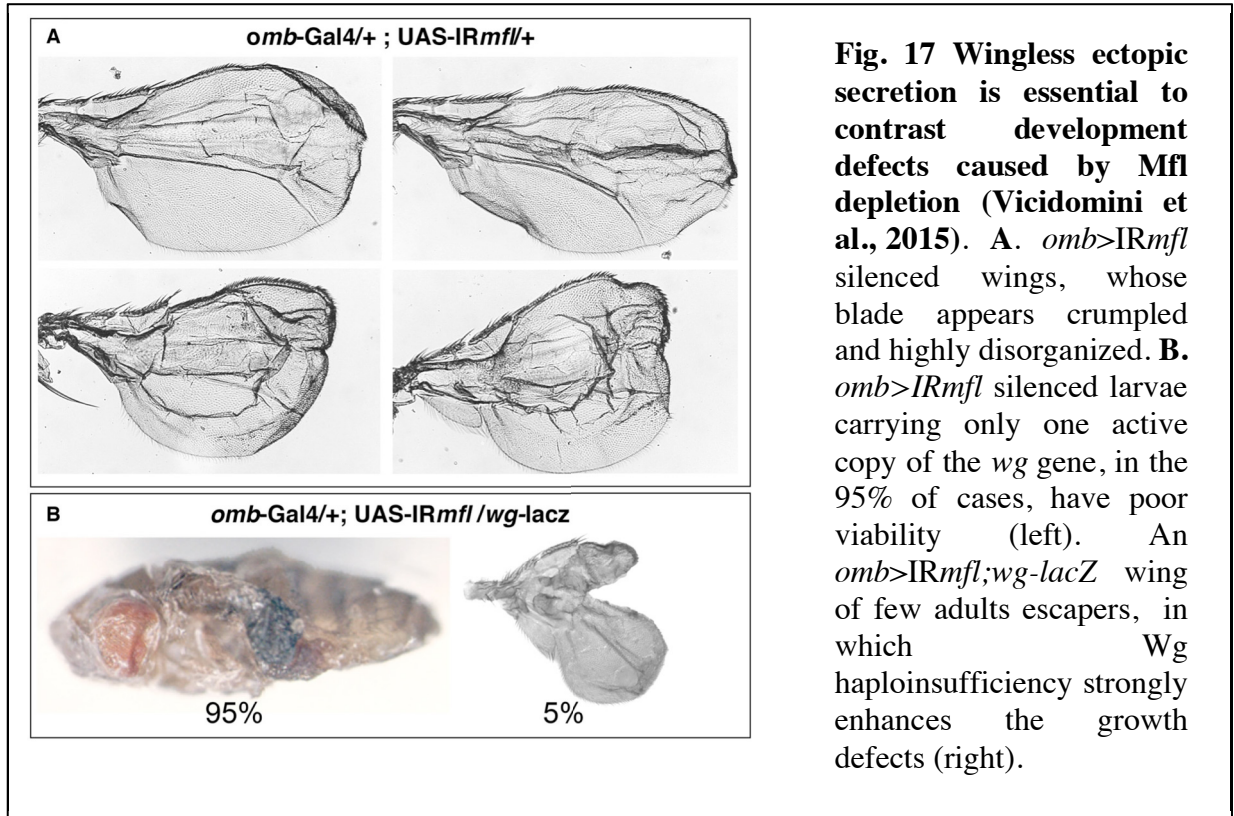 A omb-Gal4/+ ; UAS-IRmfl/+
B omb-Gal4/+; UAS-IRmfl /wg-lacz
95% 5%
Fig. 17 Wingless ectopic
secretion is essential to
contrast development
defects caused by Mfl
depletion (Vicidomini et
al., 2015). A. omb>IRmfl
silenced wings, whose
blade appears crumpled
and highly disorganized. B.
omb>IRmfl silenced larvae
carrying only one active
copy of the wg gene, in the
95% of cases, have poor
viability (left). An
omb>IRmfl;wg-lacZ wing
of few adults escapers, in
which Wg
haploinsufficiency strongly
enhances the growth
defects (right).